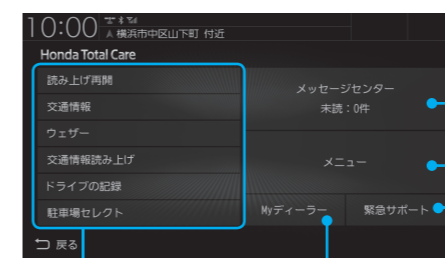 10:00
横浜市中区山下町 付近
Honda Total Care
読み上げ再開
交通情報
ウェザー
交通情報読み上げ
ドライブの記録
駐車場セレクト
メッセージセンター
未読：0件
メニュー
Myディーラー
緊急サポート
戻る